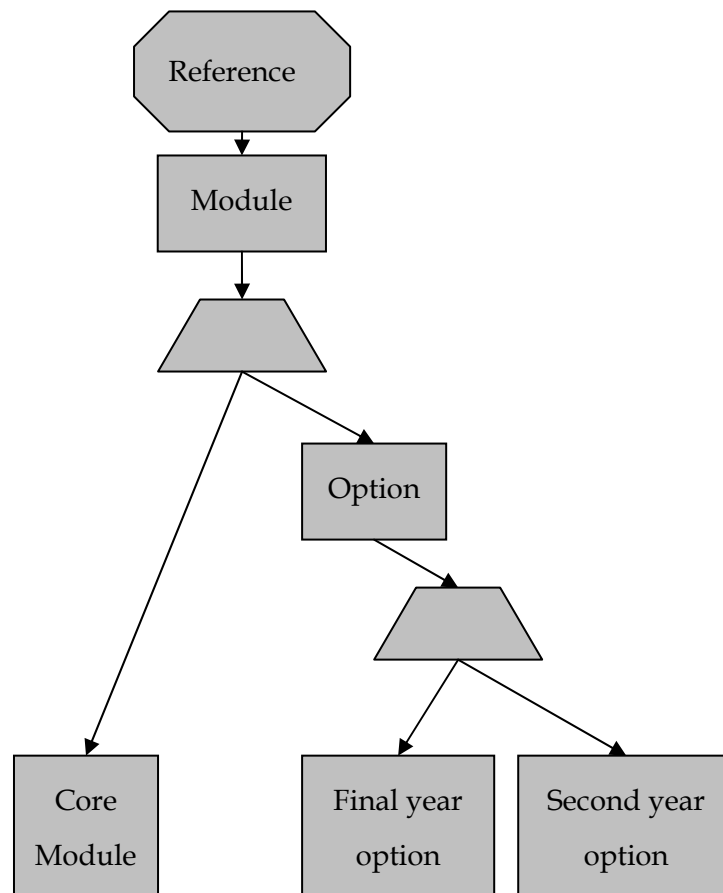 Reference
Module
Option
Core
Module
Final year
option
Second year
option